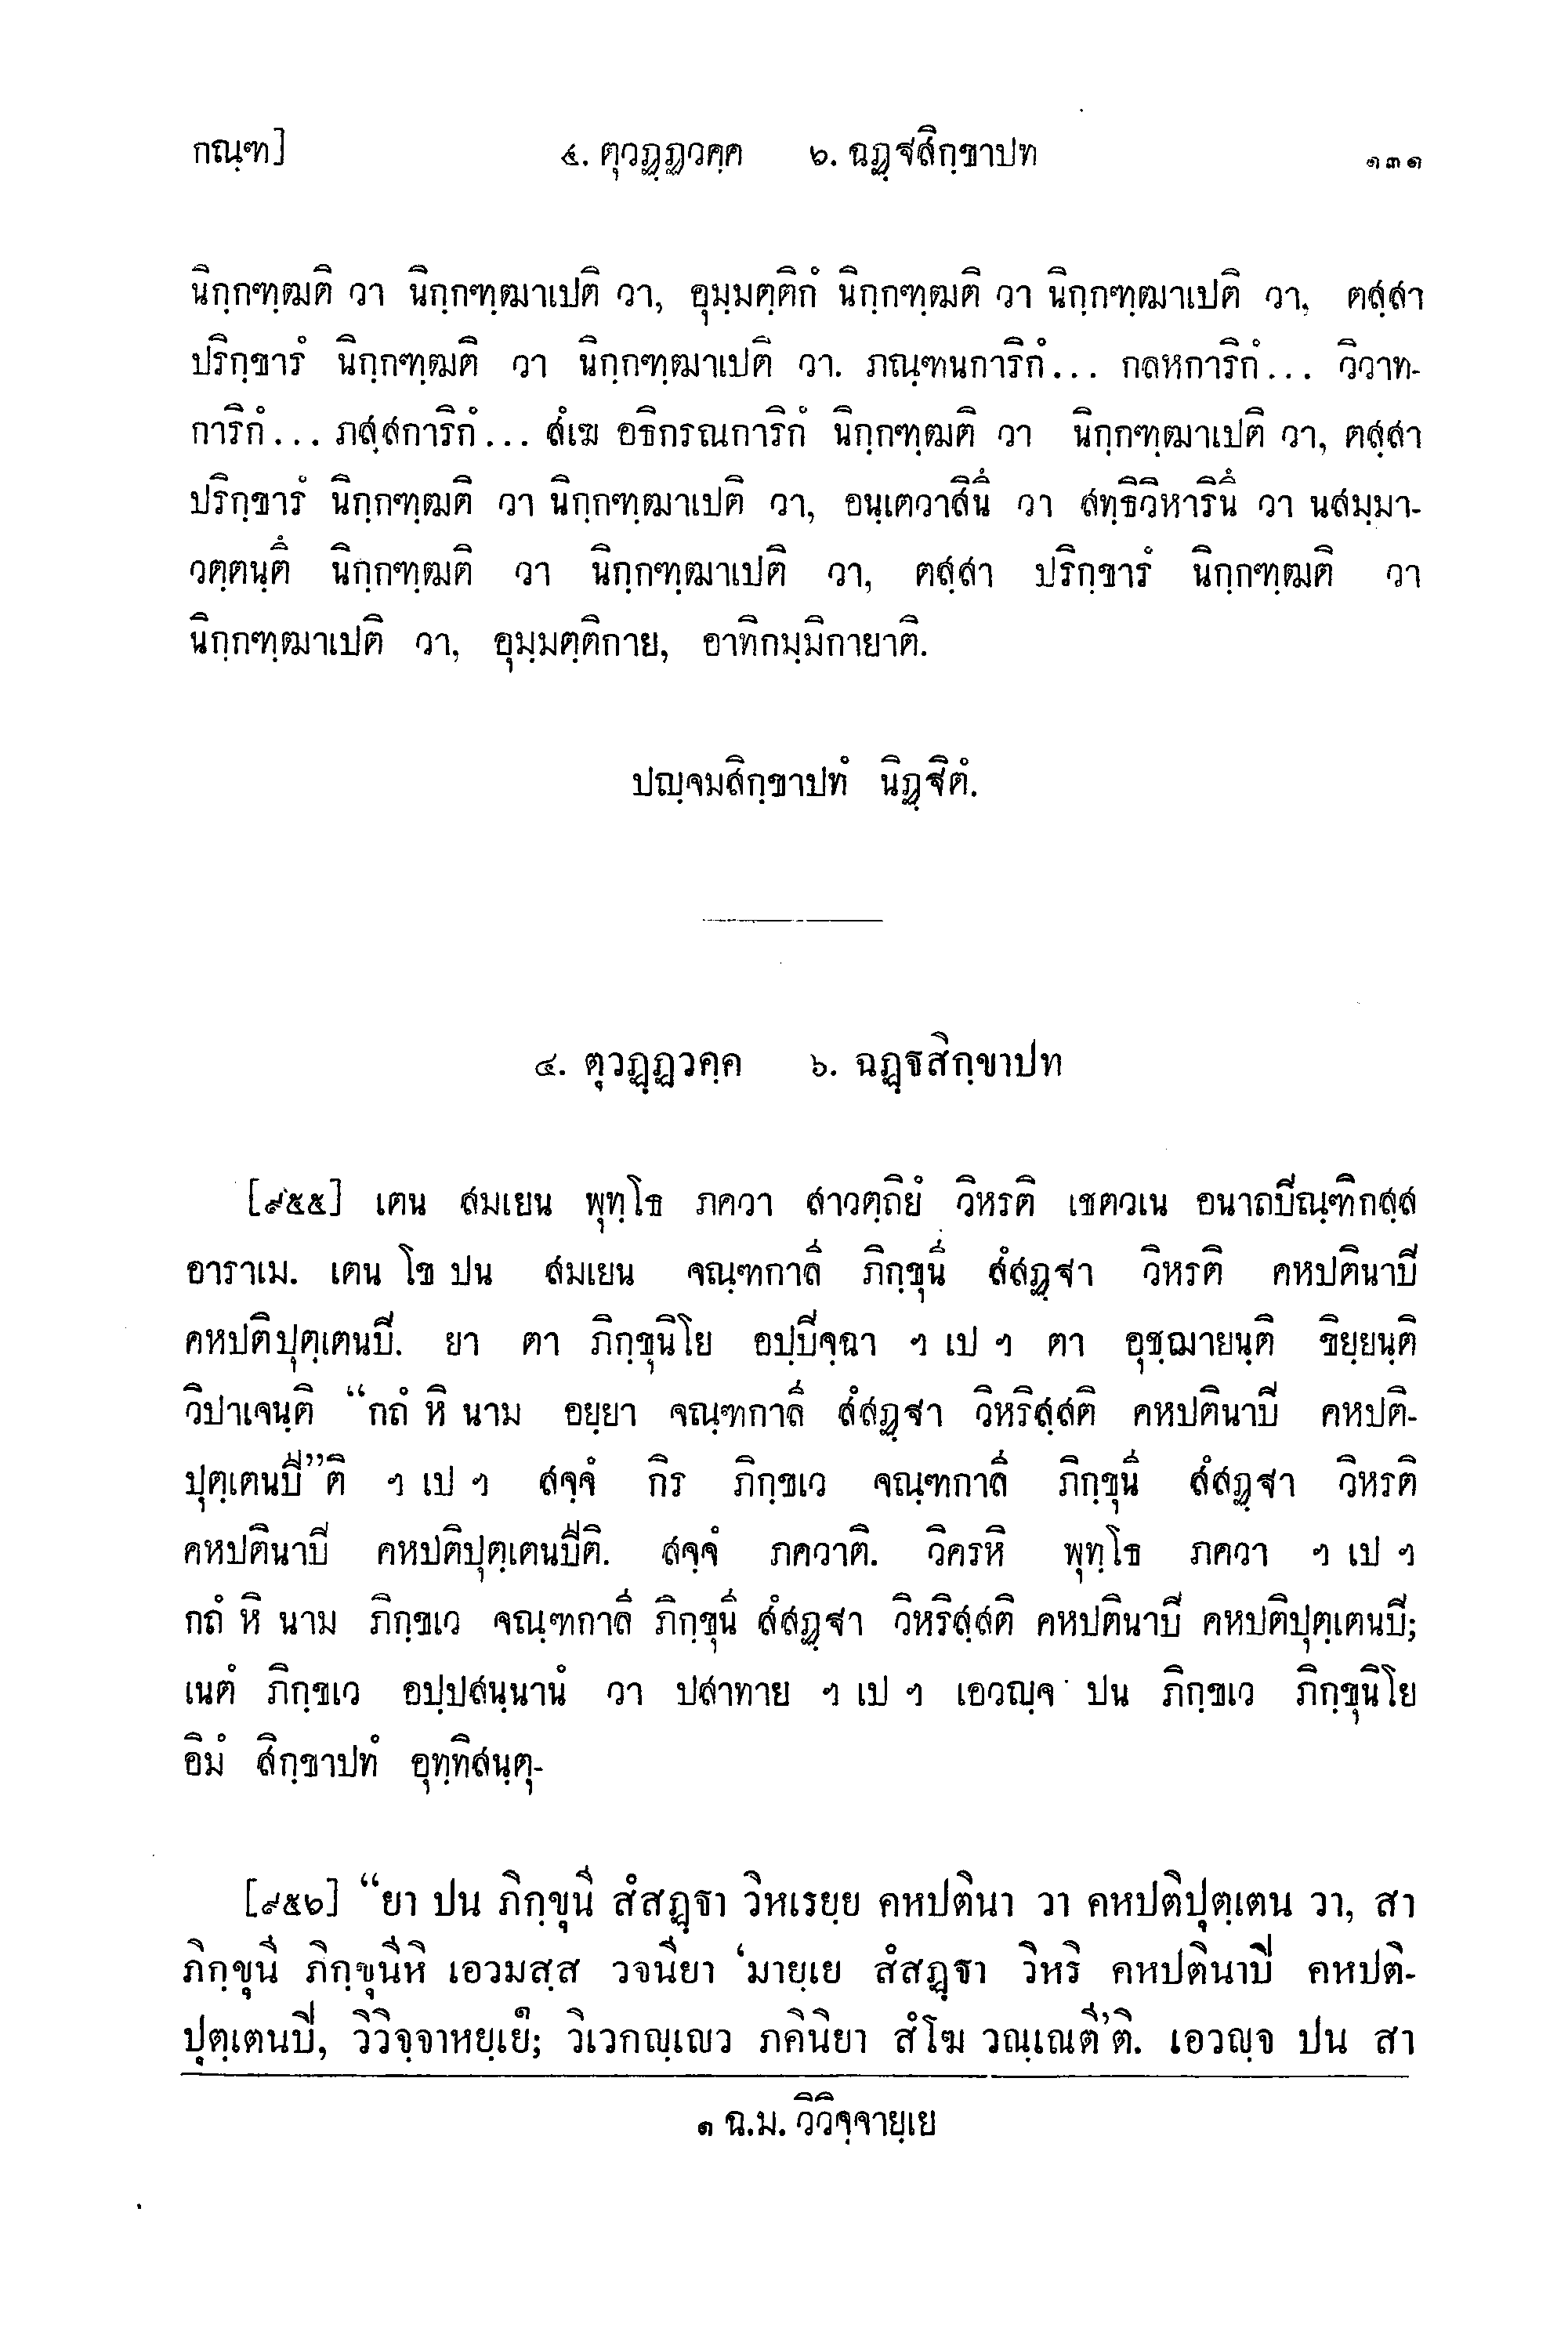 กณฺฑ] ๔. ตุวฏฺฏวคฺค ๖. ฉฏฺฐสิกฺขาปท ๑๓๑
นิกฺกฑฺฒติ วา นิกฺกฑฺฒาเปติ วา, อุมฺมตฺติกํ นิกฺกฑฺฒติ วา นิกฺกฑฺฒาเปติ วา, ตสฺสา
ปริกฺขารํ นิกฺกฑฺฒติ วา นิกฺกฑฺฒาเปติ วา. ภณฺฑนการิกํ... กลหการิกํ... วิวาท-
การิกํ... ภสฺสการิกํ... สํเฆ อธิกรณการิกํ นิกฺกฑฺฒติ วา นิกฺกฑฺฒาเปติ วา, ตสฺสา
ปริกฺขารํ นิกฺกฑฺฒติ วา นิกฺกฑฺฒาเปติ วา, อนฺเตวาสินึ วา สทฺธิวิหารินึ วา นสมฺมา-
วตฺตนฺตึ นิกฺกฑฺฒติ วา นิกฺกฑฺฒาเปติ วา, ตสฺสา ปริกฺขารํ นิกฺกฑฺฒติ วา
นิกฺกฑฺฒาเปติ วา, อุมฺมตฺติกาย, อาทิกมฺมิกายาติ.
ปญฺจมสิกฺขาปทํ นิฏฺฐิตํ.
๔. ตุวฏฺฏวคฺค ๖. ฉฏฺฐสิกฺขาปท
[๙๕๕] เตน สมเยน พุทฺโธ ภควา สาวตฺถิยํ วิหรติ เชตวเน อนาถปิณฺฑิกสฺส
อาราเม. เตน โข ปน สมเยน จณฺฑกาลี ภิกฺขุนี สํสฏฺฐา วิหรติ คหปตินาปิ
คหปติปุตฺเตนปิ. ยา ตา ภิกฺขุนิโย อปฺปิจฺฉา ฯ เป ฯ ตา อุชฺฌายนฺติ ขิยฺยนฺติ
วิปาเจนฺติ “กถํ หิ นาม อยฺยา จณฺฑกาลี สํสฏฺฐา วิหริสฺสติ คหปตินาปิ คหปติ-
ปุตฺเตนปี”ติ ฯ เป ฯ สจฺจํ กิร ภิกฺขเว จณฺฑกาลี ภิกฺขุนี สํสฏฺฐา วิหรติ
คหปตินาปิ คหปติปุตฺเตนปีติ. สจฺจํ ภควาติ. วิครหิ พุทฺโธ ภควา ฯ เป ฯ
กถํ หิ นาม ภิกฺขเว จณฺฑกาลี ภิกฺขุนี สํสฏฺฐา วิหริสฺสติ คหปตินาปิ คหปติปุตฺเตนปิ;
เนตํ ภิกฺขเว อปฺปสนฺนานํ วา ปสาทาย ฯ เป ฯ เอวญฺจ ปน ภิกฺขเว ภิกฺขุนิโย
อิมํ สิกฺขาปทํ อุทฺทิสนฺตุ-
[๙๕๖] “ยา ปน ภิกฺขุนี สํสฏฺฐา วิหเรยฺย คหปตินา วา คหปติปุตฺเตน วา, สา
ภิกฺขุนี ภิกฺขุนีหิ เอวมสฺส วจนียา ‘มายฺเย สํสฏฺฐา วิหริ คหปตินาปิ คหปติ-
ปุตฺเตนปิ, วิวิจฺจาหยฺเย๑; วิเวกญฺเญว ภคินิยา สํโฆ วณฺเณตี’ติ. เอวญฺจ ปน สา
๑ ฉ.ม. วิวิจฺจายฺเย